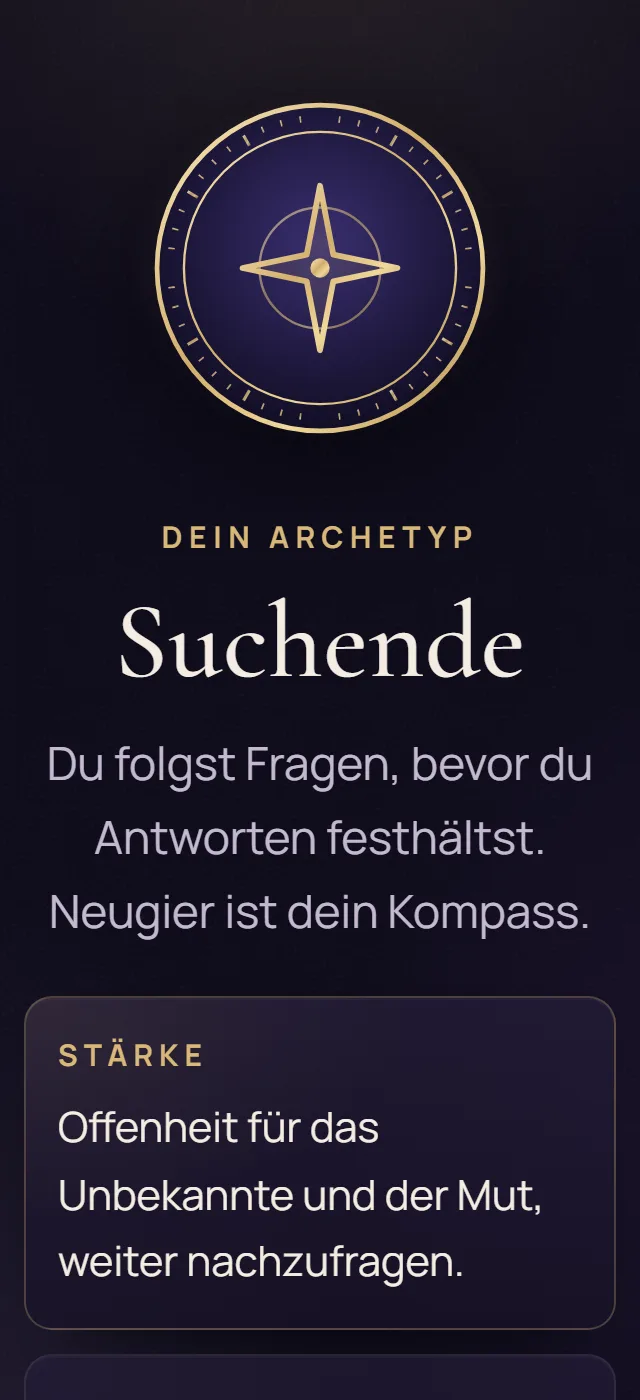 DEIN ARCHETYP
Suchende
Du folgst Fragen, bevor du
Antworten festhältst.
Neugier ist dein Kompass.
STÄRKE
Offenheit für das
Unbekannte und der Mut,
weiter nachzufragen.